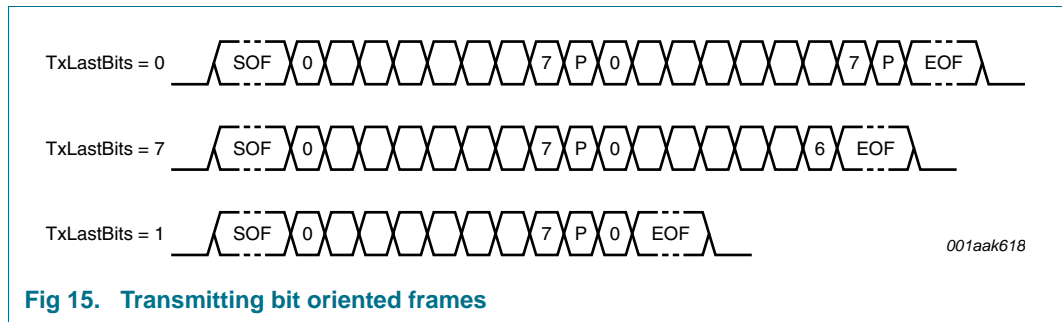 TxLastBits = 0 SOF 0 7 P 0 7 P EOF
TxLastBits = 7 SOF 0 7 P 0 6 EOF
TxLastBits = 1 SOF 0 7 P 0 EOF
001aak618
Fig 15. Transmitting bit oriented frames